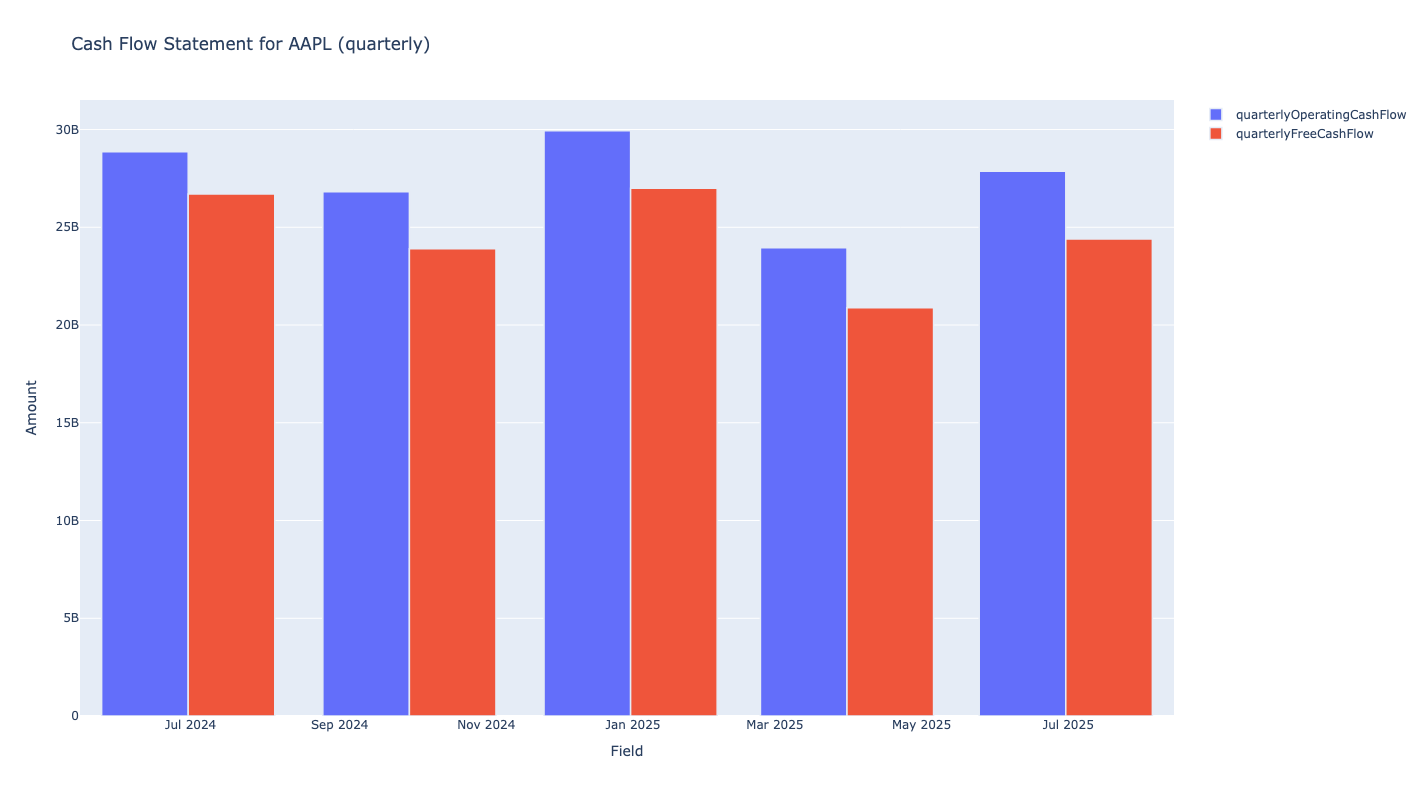 Cash Flow Statement for AAPL (quarterly)
quarterlyOperatingCashFlow
quarterlyFreeCashFlow
30B
25B
20B
15B
10B
5B
0
Amount
Jul 2024
Sep 2024
Nov 2024
Jan 2025
Mar 2025
May 2025
Jul 2025
Field